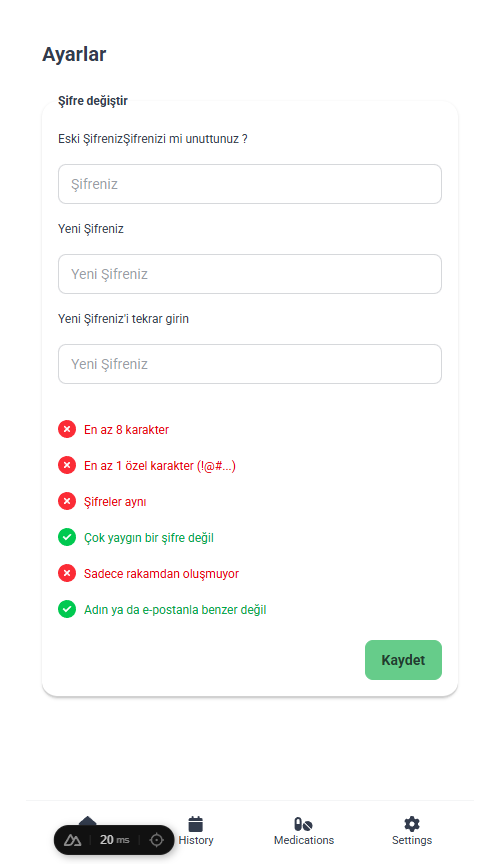 Ayarlar
Şifre değiştir
Eski ŞifrenizŞifrenizi mi unuttunuz ?
Şifreniz
Yeni Şifreniz
Yeni Şifreniz
Yeni Şifreniz'i tekrar girin
Yeni Şifreniz
En az 8 karakter
En az 1 özel karakter (!@#...)
Şifreler aynı
Çok yaygın bir şifre değil
Sadece rakamdan oluşmuyor
Adın ya da e-postanla benzer değil
Kaydet
20 ms
History
Medications
Settings